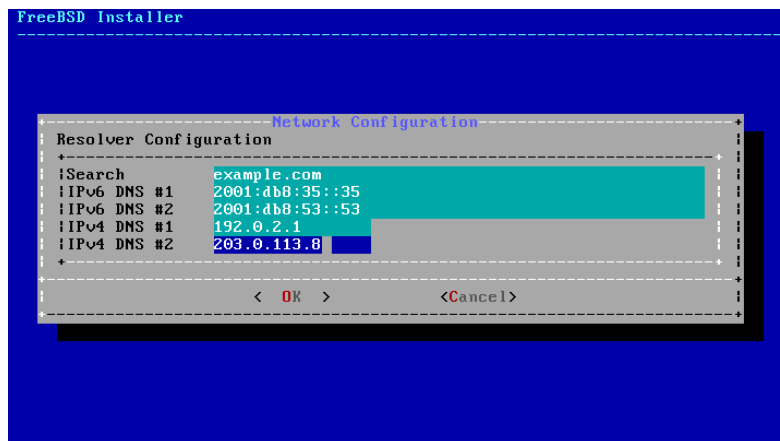 FreeBSD Installer
Network Configuration
Resolver Configuration
Search example.com
IPv6 DNS #1 2001:db8:35::35
IPv6 DNS #2 2001:db8:53::53
IPv4 DNS #1 192.0.2.1
IPv4 DNS #2 203.0.113.8
< OK > <Cancel>